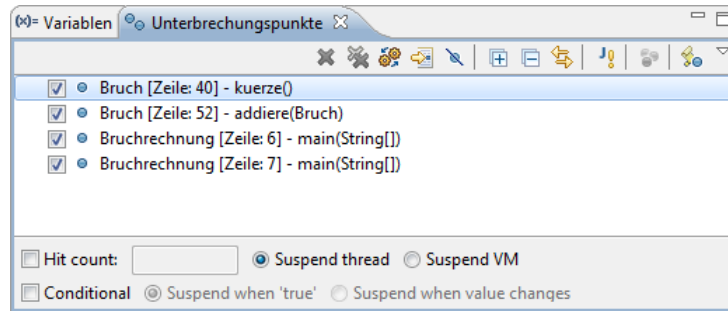 (x)= Variablen Unterbrechungspunkte
Bruch [Zeile: 40] - kuerze()
Bruch [Zeile: 52] - addiere(Bruch)
Bruchrechnung [Zeile: 6] - main(String[])
Bruchrechnung [Zeile: 7] - main(String[])
Hit count: Suspend thread Suspend VM
Conditional Suspend when 'true' Suspend when value changes